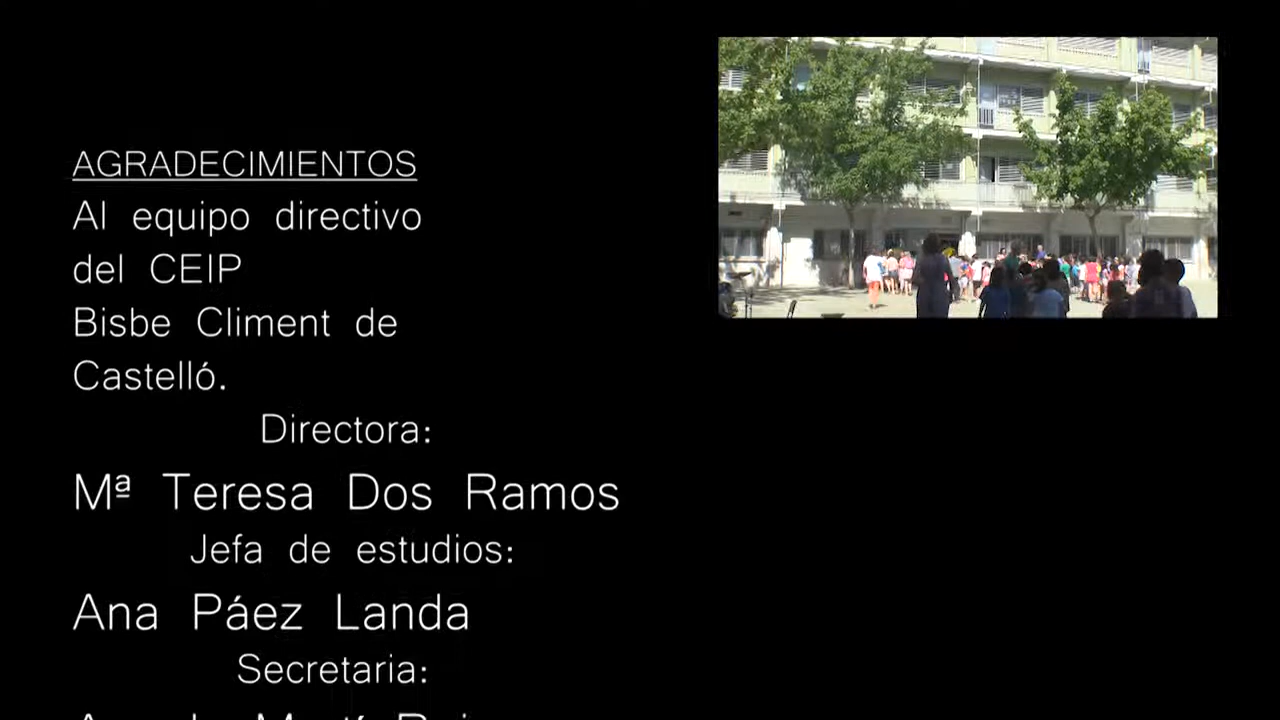 AGRADECIMIENTOS
Al equipo directivo
del CEIP
Bisbe Climent de
Castelló.
Directora:
Mª Teresa Dos Ramos
Jefa de estudios:
Ana Páez Landa
Secretaria: